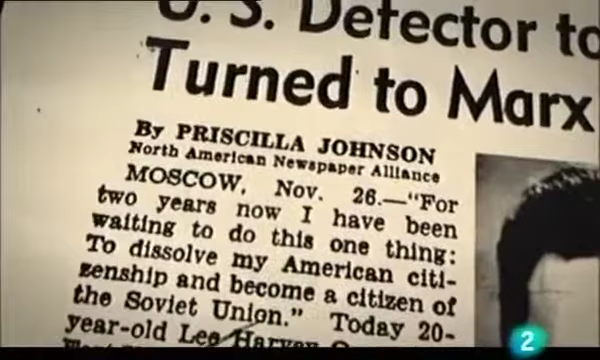 U. S. Defector to
Turned to Marx
By PRISCILLA JOHNSON
North American Newspaper Alliance
MOSCOW, Nov. 26.—"For
two years now I have been
waiting to do this one thing:
To dissolve my American citi-
zenship and become a citizen of
the Soviet Union." Today 20-
year-old Lee Harvey
2